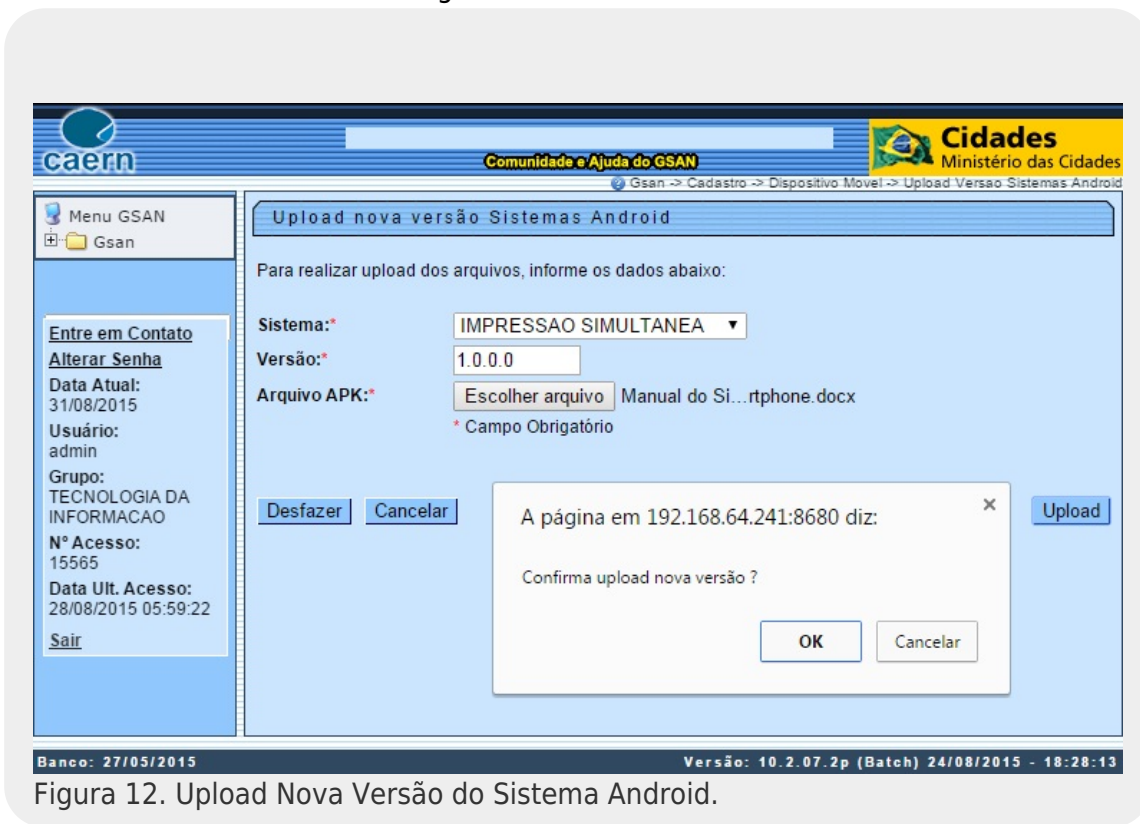 caern
Comunidade e Ajuda do GSAN
Cidades
Ministério das Cidades
Gsan -> Cadastro -> Dispositivo Movel -> Upload Versao Sistemas Android
Menu GSAN
Gsan
Entre em Contato
Alterar Senha
Data Atual:
31/08/2015
Usuário:
admin
Grupo:
TECNOLOGIA DA
INFORMACAO
Nº Acesso:
15565
Data Ult. Acesso:
28/08/2015 05:59:22
Sair
Upload nova versão Sistemas Android
Para realizar upload dos arquivos, informe os dados abaixo:
Sistema:* IMPRESSAO SIMULTANEA
Versão:* 1.0.0.0
Arquivo APK:* Escolher arquivo Manual do Si...rtphone.docx
* Campo Obrigatório
Desfazer Cancelar Upload
A página em 192.168.64.241:8680 diz: ×
Confirma upload nova versão ?
OK Cancelar
Banco: 27/05/2015 Versão: 10.2.07.2p (Batch) 24/08/2015 - 18:28:13
Figura 12. Upload Nova Versão do Sistema Android.